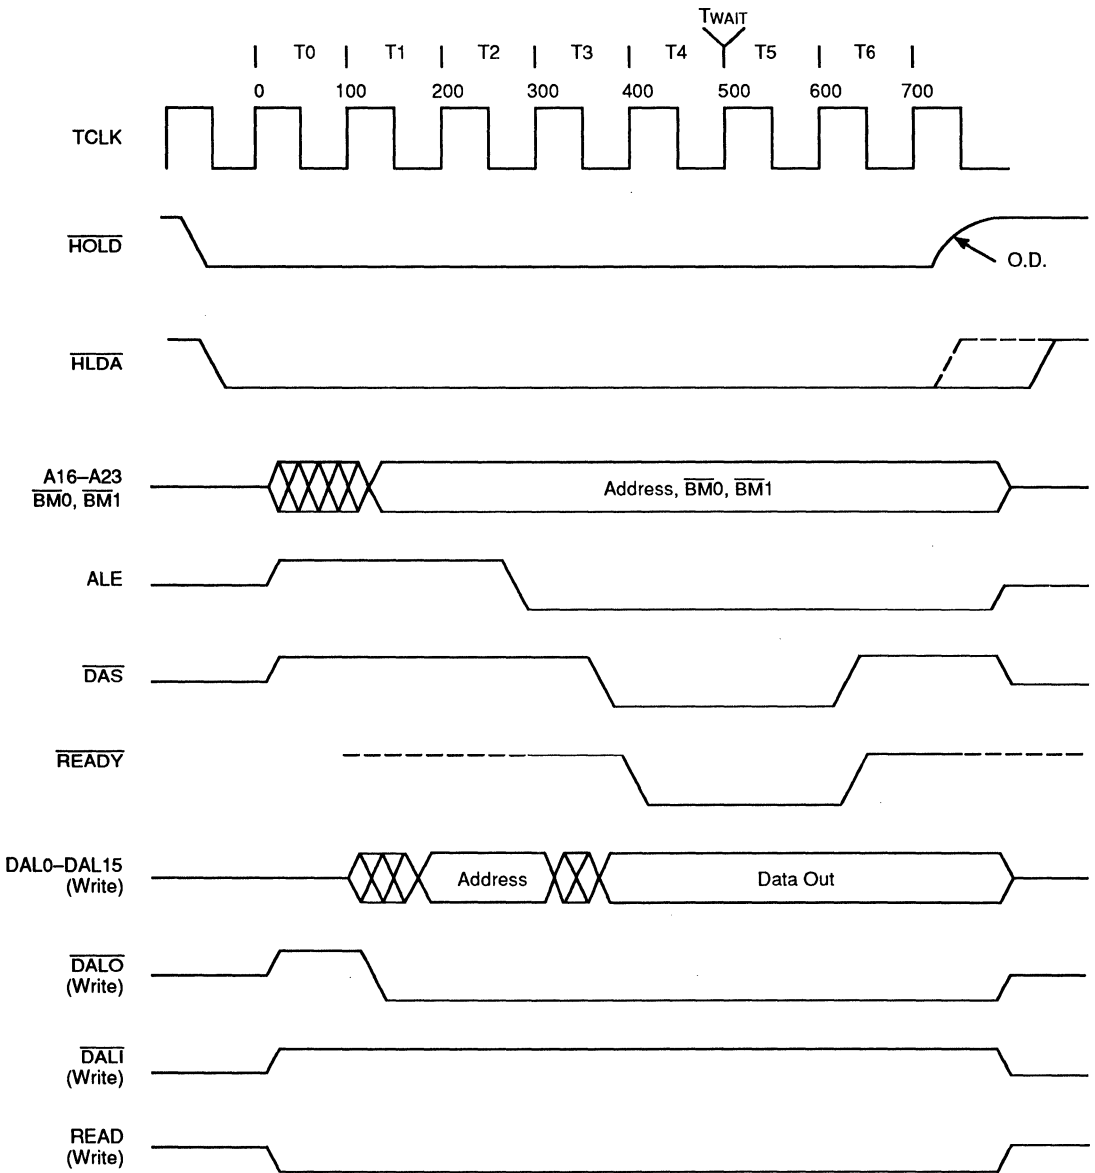 TWAIT
T0 T1 T2 T3 T4 T5 T6
0 100 200 300 400 500 600 700
TCLK
HOLD
O.D.
HLDA
A16–A23
BM0, BM1
Address, BM0, BM1
ALE
DAS
READY
DAL0–DAL15
(Write)
Address
Data Out
DALO
(Write)
DALI
(Write)
READ
(Write)